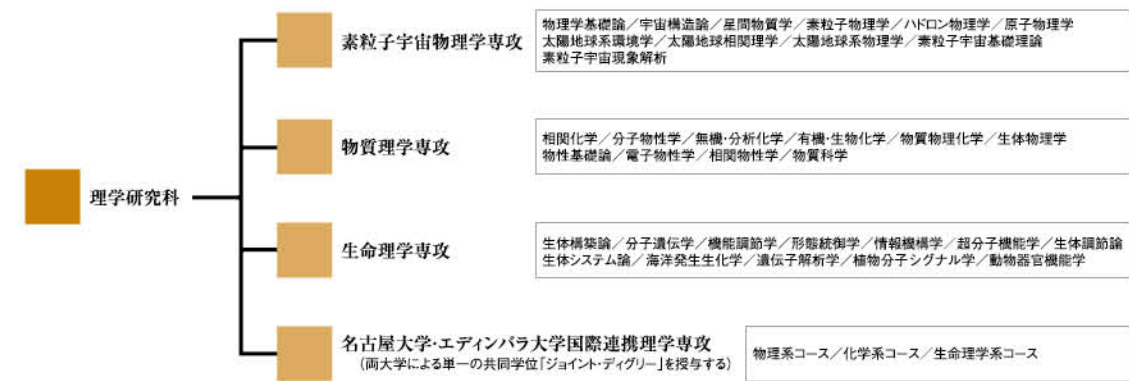 素粒子宇宙物理学専攻
物理学基礎論／宇宙構造論／星間物質学／素粒子物理学／ハドロン物理学／原子物理学
太陽地球系環境学／太陽地球相関理学／太陽地球系物理学／素粒子宇宙基礎理論
素粒子宇宙現象解析
物質理学専攻
相関化学／分子物性学／無機・分析化学／有機・生物化学／物質物理化学／生体物理学
物性基礎論／電子物性学／相関物性学／物質科学
理学研究科
生命理学専攻
生体構築論／分子遺伝学／機能調節学／形態統御学／情報機構学／超分子機能学／生体調節論
生体システム論／海洋発生生化学／遺伝子解析学／植物分子シグナル学／動物器官機能学
名古屋大学・エディンバラ大学国際連携理学専攻
（両大学による単一の共同学位「ジョイント・ディグリー」を授与する）
物理系コース／化学系コース／生命理学系コース